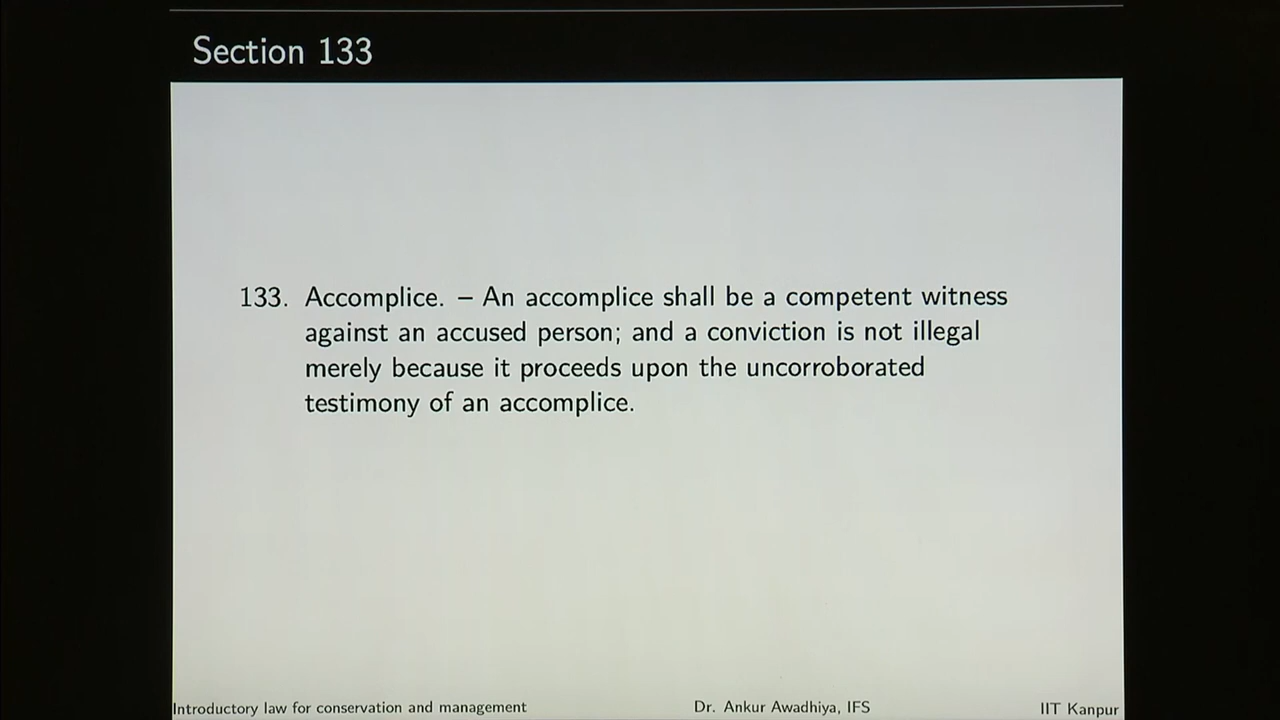 Section 133
133. Accomplice. – An accomplice shall be a competent witness
against an accused person; and a conviction is not illegal
merely because it proceeds upon the uncorroborated
testimony of an accomplice.
Introductory law for conservation and management Dr. Ankur Awadhiya, IFS IIT Kanpur